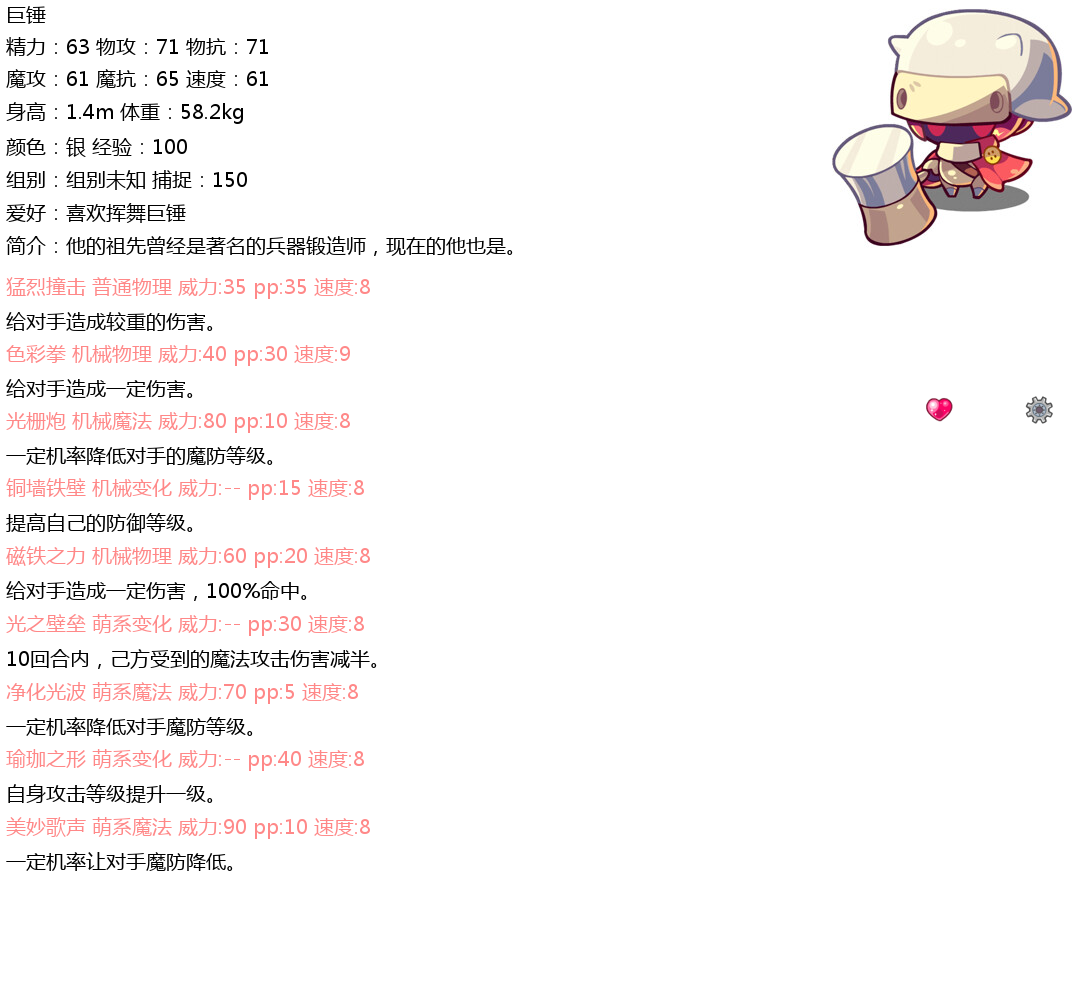 巨锤
精力：63 物攻：71 物抗：71
魔攻：61 魔抗：65 速度：61
身高：1.4m 体重：58.2kg
颜色：银 经验：100
组别：组别未知 捕捉：150
爱好：喜欢挥舞巨锤
简介：他的祖先曾经是著名的兵器锻造师，现在的他也是。
猛烈撞击 普通物理 威力:35 pp:35 速度:8
给对手造成较重的伤害。
色彩拳 机械物理 威力:40 pp:30 速度:9
给对手造成一定伤害。
光栅炮 机械魔法 威力:80 pp:10 速度:8
一定机率降低对手的魔防等级。
铜墙铁壁 机械变化 威力:-- pp:15 速度:8
提高自己的防御等级。
磁铁之力 机械物理 威力:60 pp:20 速度:8
给对手造成一定伤害，100%命中。
光之壁垒 萌系变化 威力:-- pp:30 速度:8
10回合内，己方受到的魔法攻击伤害减半。
净化光波 萌系魔法 威力:70 pp:5 速度:8
一定机率降低对手魔防等级。
瑜珈之形 萌系变化 威力:-- pp:40 速度:8
自身攻击等级提升一级。
美妙歌声 萌系魔法 威力:90 pp:10 速度:8
一定机率让对手魔防降低。